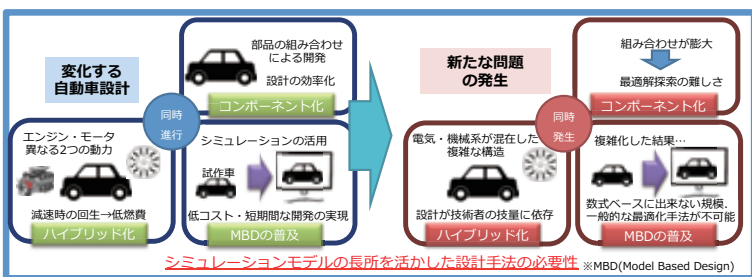 変化する
自動車設計
部品の組み合わせ
による開発
設計の効率化
コンポーネント化
同時
進行
エンジン・モータ
異なる2つの動力
減速時の回生→低燃費
ハイブリッド化
シミュレーションの活用
試作車
低コスト・短期間な開発の実現
MBDの普及
新たな問題
の発生
組み合わせが膨大
最適解探索の難しさ
コンポーネント化
同時
発生
電気・機械系が混在した
複雑な構造
設計が技術者の技量に依存
ハイブリッド化
複雑化した結果…
数式ベースに出来ない規模、
一般的な最適化手法が不可能
MBDの普及
シミュレーションモデルの長所を活かした設計手法の必要性 ※MBD(Model Based Design)